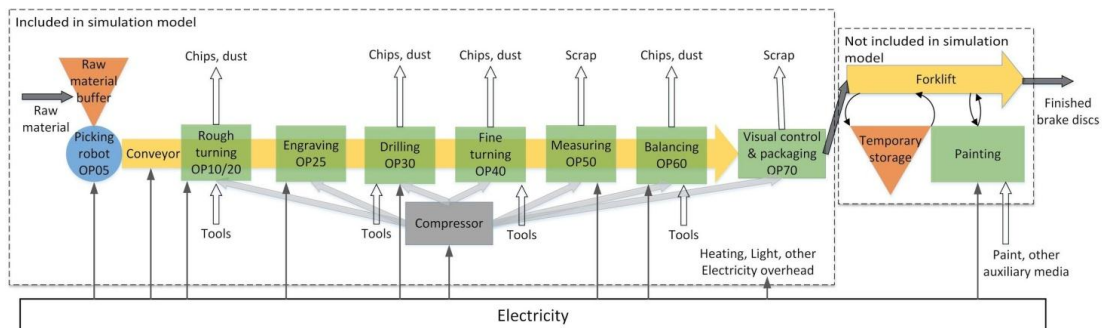 Included in simulation model
Not included in simulation
model
Chips, dust
Chips, dust
Chips, dust
Scrap
Chips, dust
Scrap
Raw
material
buffer
Raw
material
Picking
robot
OP05
Conveyor
Rough
turning
OP10/20
Engraving
OP25
Drilling
OP30
Fine
turning
OP40
Measuring
OP50
Balancing
OP60
Visual control
& packaging
OP70
Forklift
Finished
brake discs
Temporary
storage
Painting
Compressor
Tools
Tools
Tools
Tools
Heating, Light, other
Electricity overhead
Paint, other
auxiliary media
Electricity